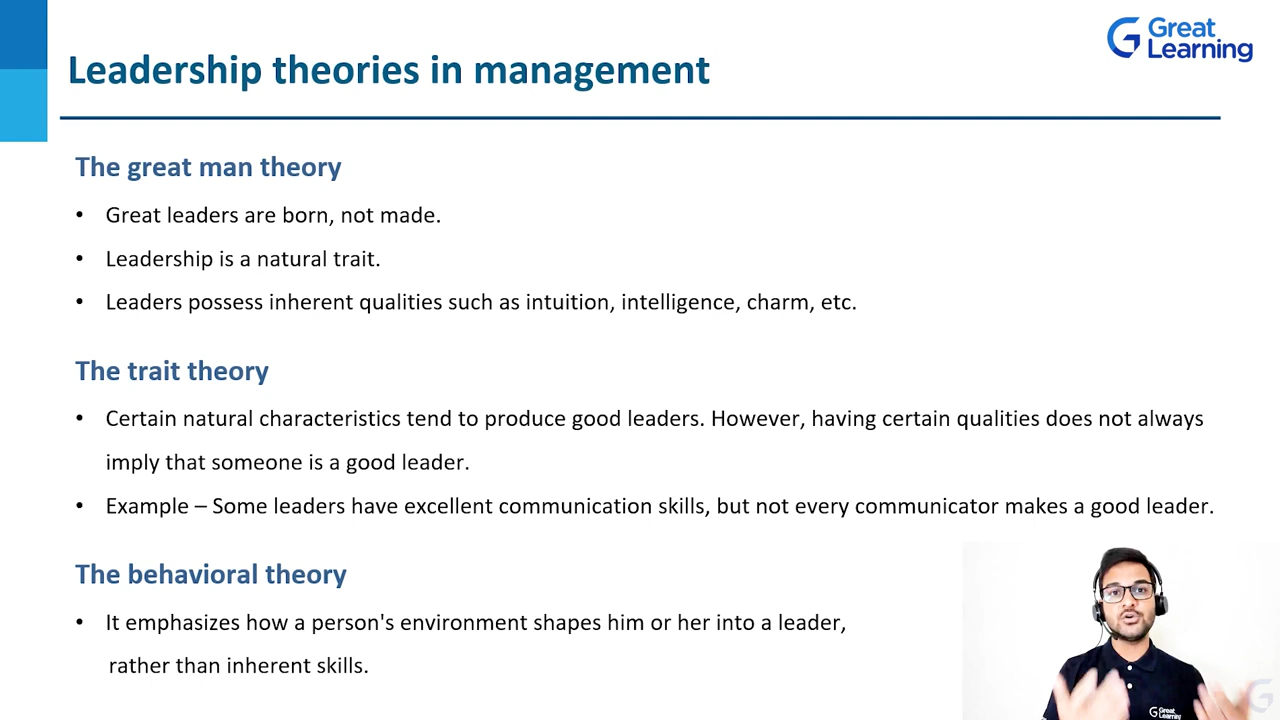 Great
Learning
Leadership theories in management
The great man theory
• Great leaders are born, not made.
• Leadership is a natural trait.
• Leaders possess inherent qualities such as intuition, intelligence, charm, etc.
The trait theory
• Certain natural characteristics tend to produce good leaders. However, having certain qualities does not always
imply that someone is a good leader.
• Example – Some leaders have excellent communication skills, but not every communicator makes a good leader.
The behavioral theory
• It emphasizes how a person's environment shapes him or her into a leader,
rather than inherent skills.
Great
Learning